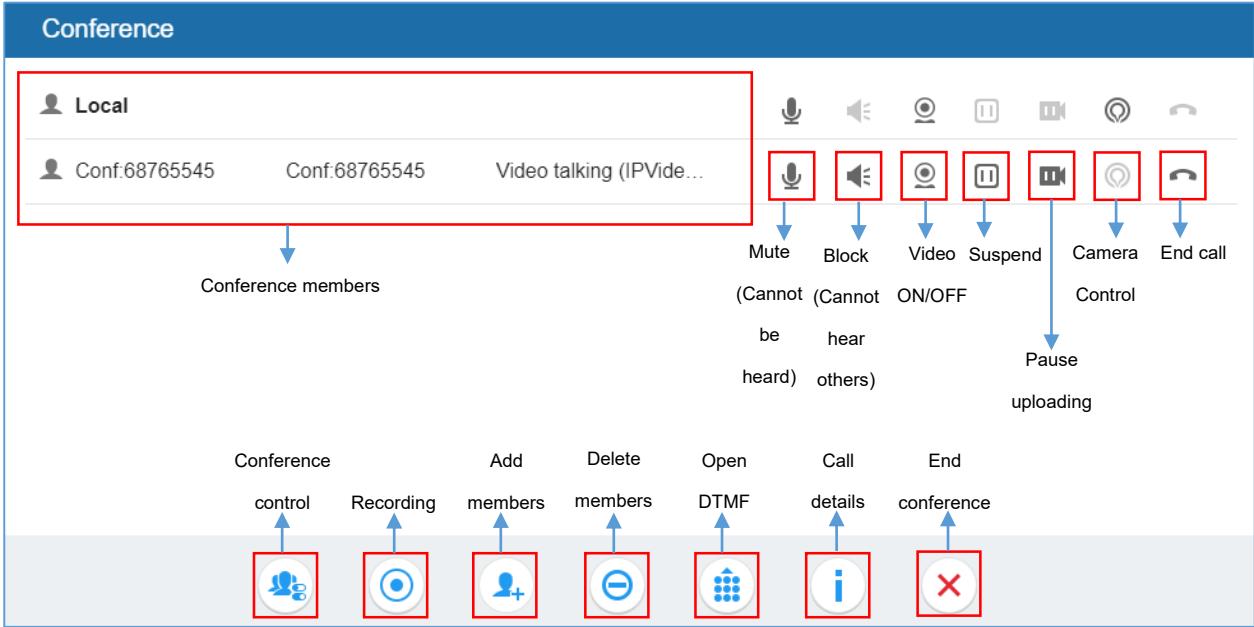 Conference
Local
Conf:68765545 Conf:68765545 Video talking (IPVide...
Conference members
Mute
(Cannot
be
heard)
Block
(Cannot
hear
others)
Video
ON/OFF
Suspend
Pause
uploading
Camera
Control
End call
Conference
control
Recording
Add
members
Delete
members
Open
DTMF
Call
details
End
conference